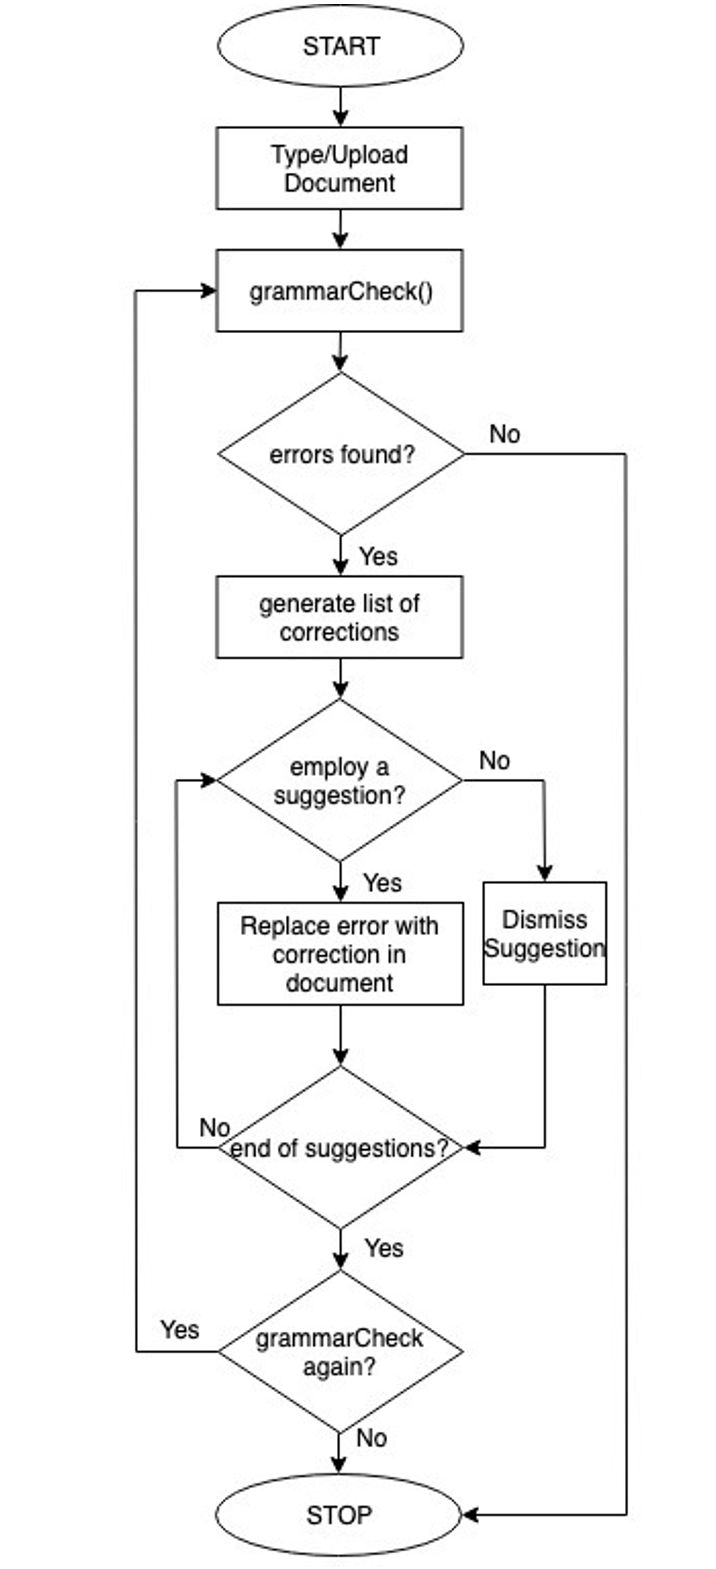 START
Type/Upload
Document
grammarCheck()
errors found?
No
Yes
generate list of
corrections
employ a
suggestion?
No
Yes
Replace error with
correction in
document
Dismiss
Suggestion
No
end of suggestions?
Yes
grammarCheck
again?
Yes
No
STOP